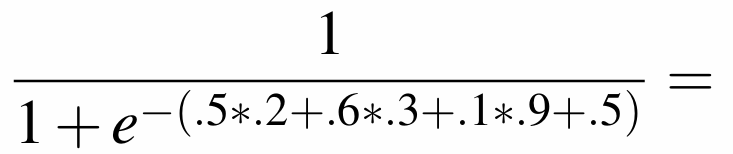 1
1 + e^{-(.5*.2+.6*.3+.1*.9+.5)} =